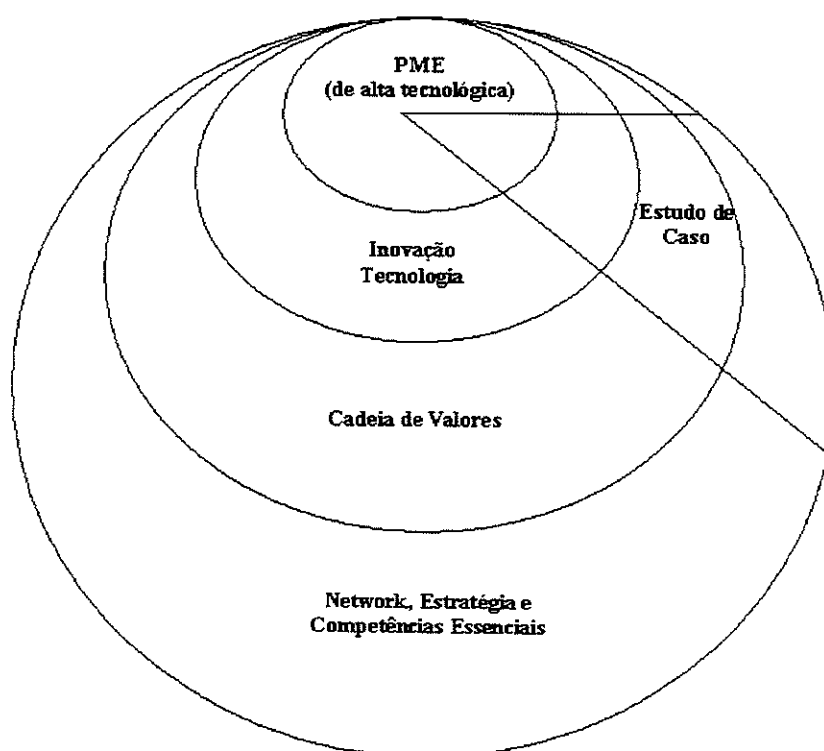 PME
(de alta tecnológica)
Estudo de
Caso
Inovação
Tecnologia
Cadeia de Valores
Network, Estratégia e
Competências Essenciais